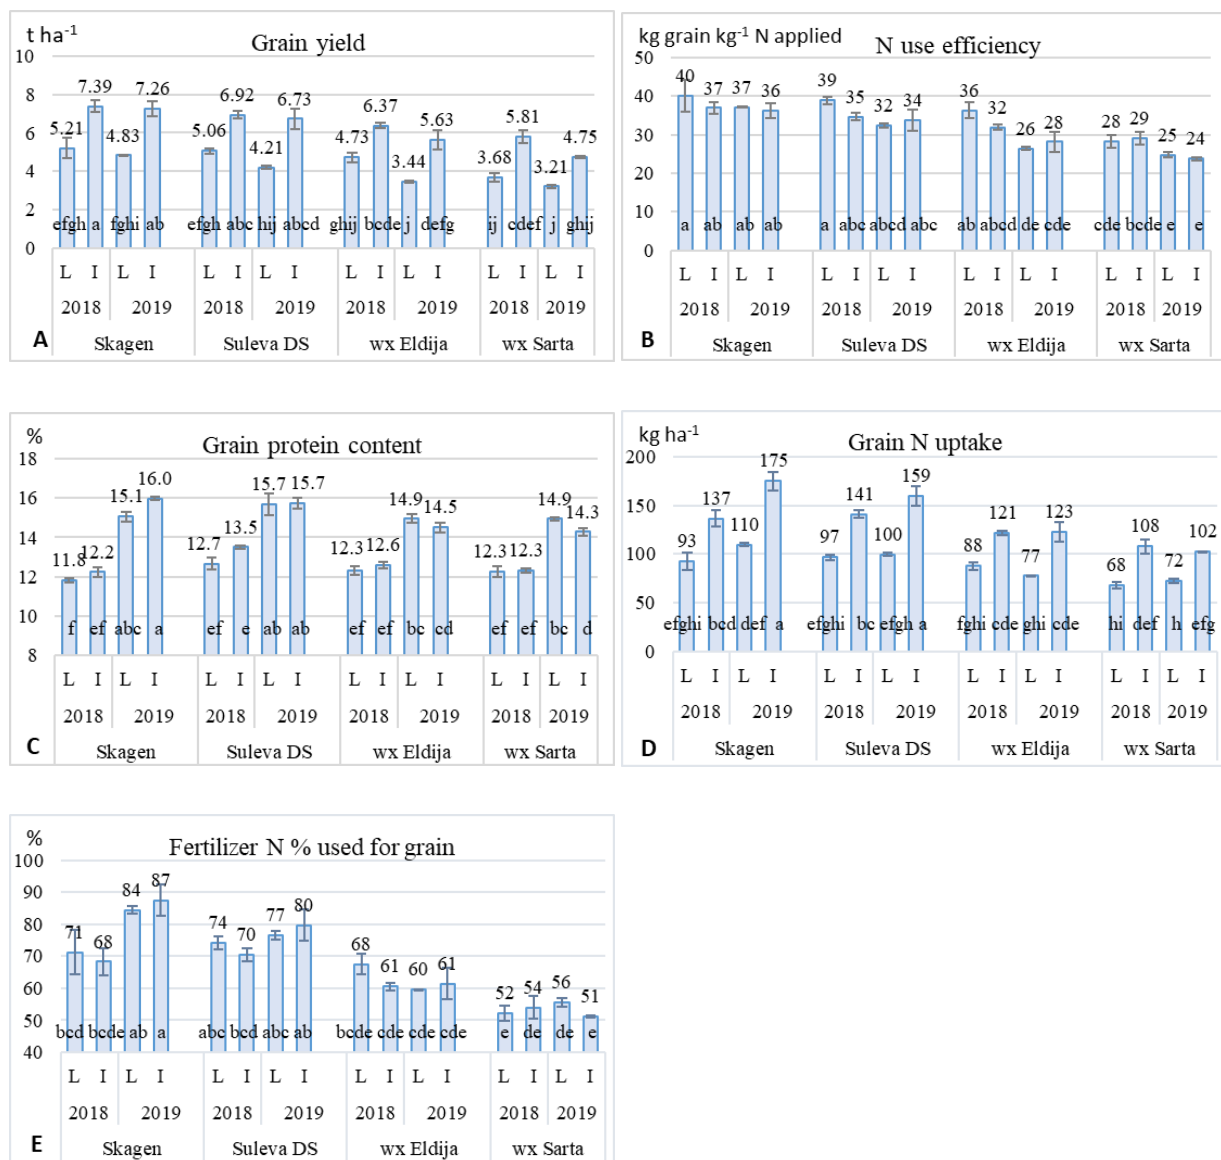 t ha-1
Grain yield
10
8
6
4
2
0
5.21 7.39 4.83 7.26 5.06 6.92 4.21 6.73 4.73 6.37 3.44 5.63 3.68 5.81 3.21 4.75
efgh a fghi ab efgh abc hij abcd ghij bcde j defg ij cdef j ghij
L I L I L I L I L I L I L I L I
2018 2019 2018 2019 2018 2019 2018 2019
A Skagen Suleva DS wx Eldija wx Sarta
kg grain kg-1 N applied
N use efficiency
50
40
30
20
10
0
40 37 37 36 39 35 32 34 36 32 26 28 28 29 25 24
a ab ab ab a abc abcd abc ab abcd de cde cde bcde e e
L I L I L I L I L I L I L I L I
2018 2019 2018 2019 2018 2019 2018 2019
B Skagen Suleva DS wx Eldija wx Sarta
%
Grain protein content
18
16
14
12
10
8
11.8 12.2 15.1 16.0 12.7 13.5 15.7 15.7 12.3 12.6 14.9 14.5 12.3 12.3 14.9 14.3
f ef abc a ef e ab ab ef ef bc cd ef ef bc d
L I L I L I L I L I L I L I L I
2018 2019 2018 2019 2018 2019 2018 2019
C Skagen Suleva DS wx Eldija wx Sarta
kg ha-1
Grain N uptake
200
150
100
50
0
93 137 110 175 97 141 100 159 88 121 77 123 68 108 72 102
efghi bcd def a efghi bc efgh a fghi cde ghi cde hi def h efg
L I L I L I L I L I L I L I L I
2018 2019 2018 2019 2018 2019 2018 2019
D Skagen Suleva DS wx Eldija wx Sarta
%
Fertilizer N % used for grain
100
90
80
70
60
50
40
71 68 84 87 74 70 77 80 68 61 60 61 52 54 56 51
bcd bcde ab a abc bcd abc ab bcde cde cde cde e de de e
L I L I L I L I L I L I L I L I
2018 2019 2018 2019 2018 2019 2018 2019
E Skagen Suleva DS wx Eldija wx Sarta